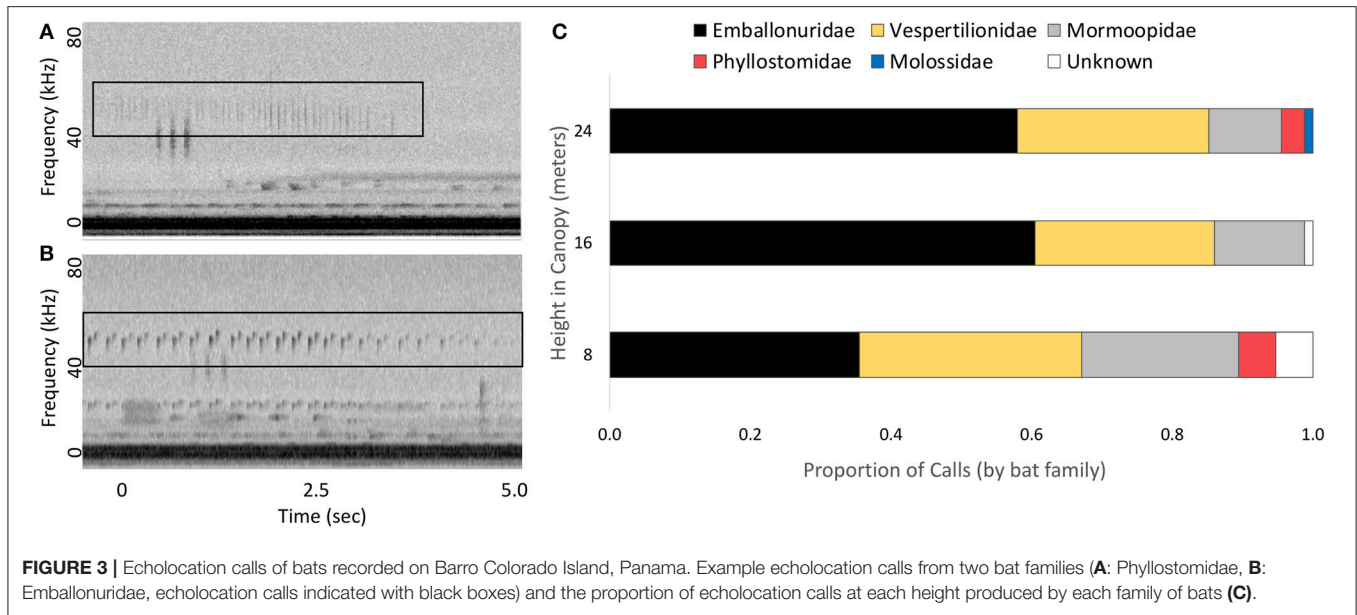 A
80
40
0
Frequency (kHz)
B
80
40
0
Frequency (kHz)
0 2.5 5.0
Time (sec)
C
Emballonuridae Vespertilionidae Mormoopidae
Phyllostomidae Molossidae Unknown
24
16
8
Height in Canopy (meters)
0.0 0.2 0.4 0.6 0.8 1.0
Proportion of Calls (by bat family)
FIGURE 3 | Echolocation calls of bats recorded on Barro Colorado Island, Panama. Example echolocation calls from two bat families (A: Phyllostomidae, B:
Emballonuridae, echolocation calls indicated with black boxes) and the proportion of echolocation calls at each height produced by each family of bats (C).